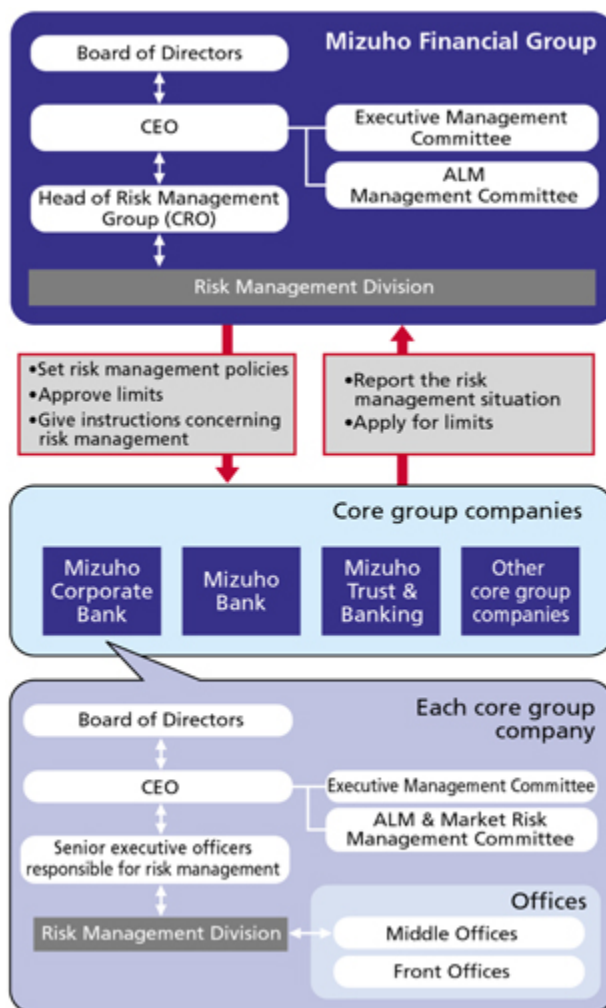 Mizuho Financial Group
Board of Directors
CEO
Executive Management
Committee
ALM
Management Committee
Head of Risk Management
Group (CRO)
Risk Management Division
•Set risk management policies
•Approve limits
•Give instructions concerning
risk management
•Report the risk
management situation
•Apply for limits
Core group companies
Mizuho
Corporate
Bank
Mizuho
Bank
Mizuho
Trust &
Banking
Other
core group
companies
Each core group
company
Board of Directors
CEO
Executive Management Committee
ALM & Market Risk
Management Committee
Senior executive officers
responsible for risk management
Risk Management Division
Offices
Middle Offices
Front Offices